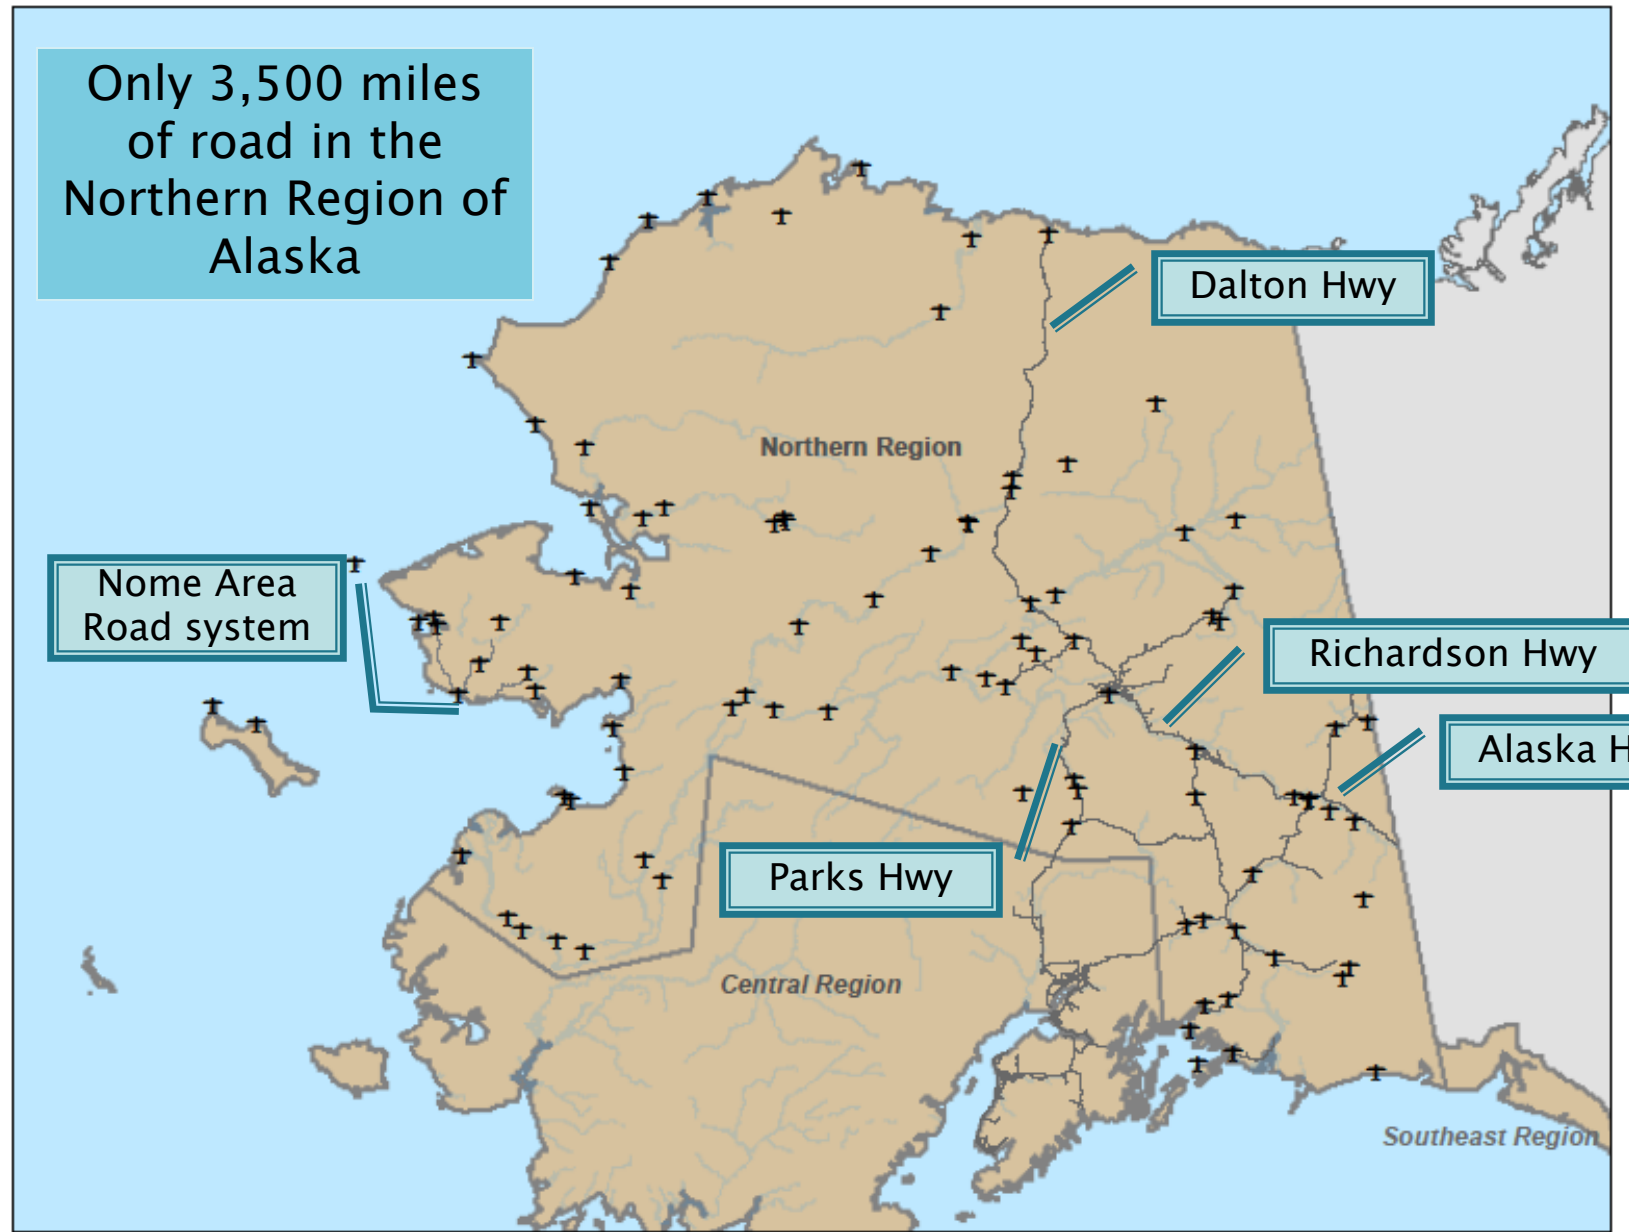 Only 3,500 miles
of road in the
Northern Region of
Alaska
Dalton Hwy
Northern Region
Nome Area
Road system
Richardson Hwy
Alaska H
Parks Hwy
Central Region
Southeast Region